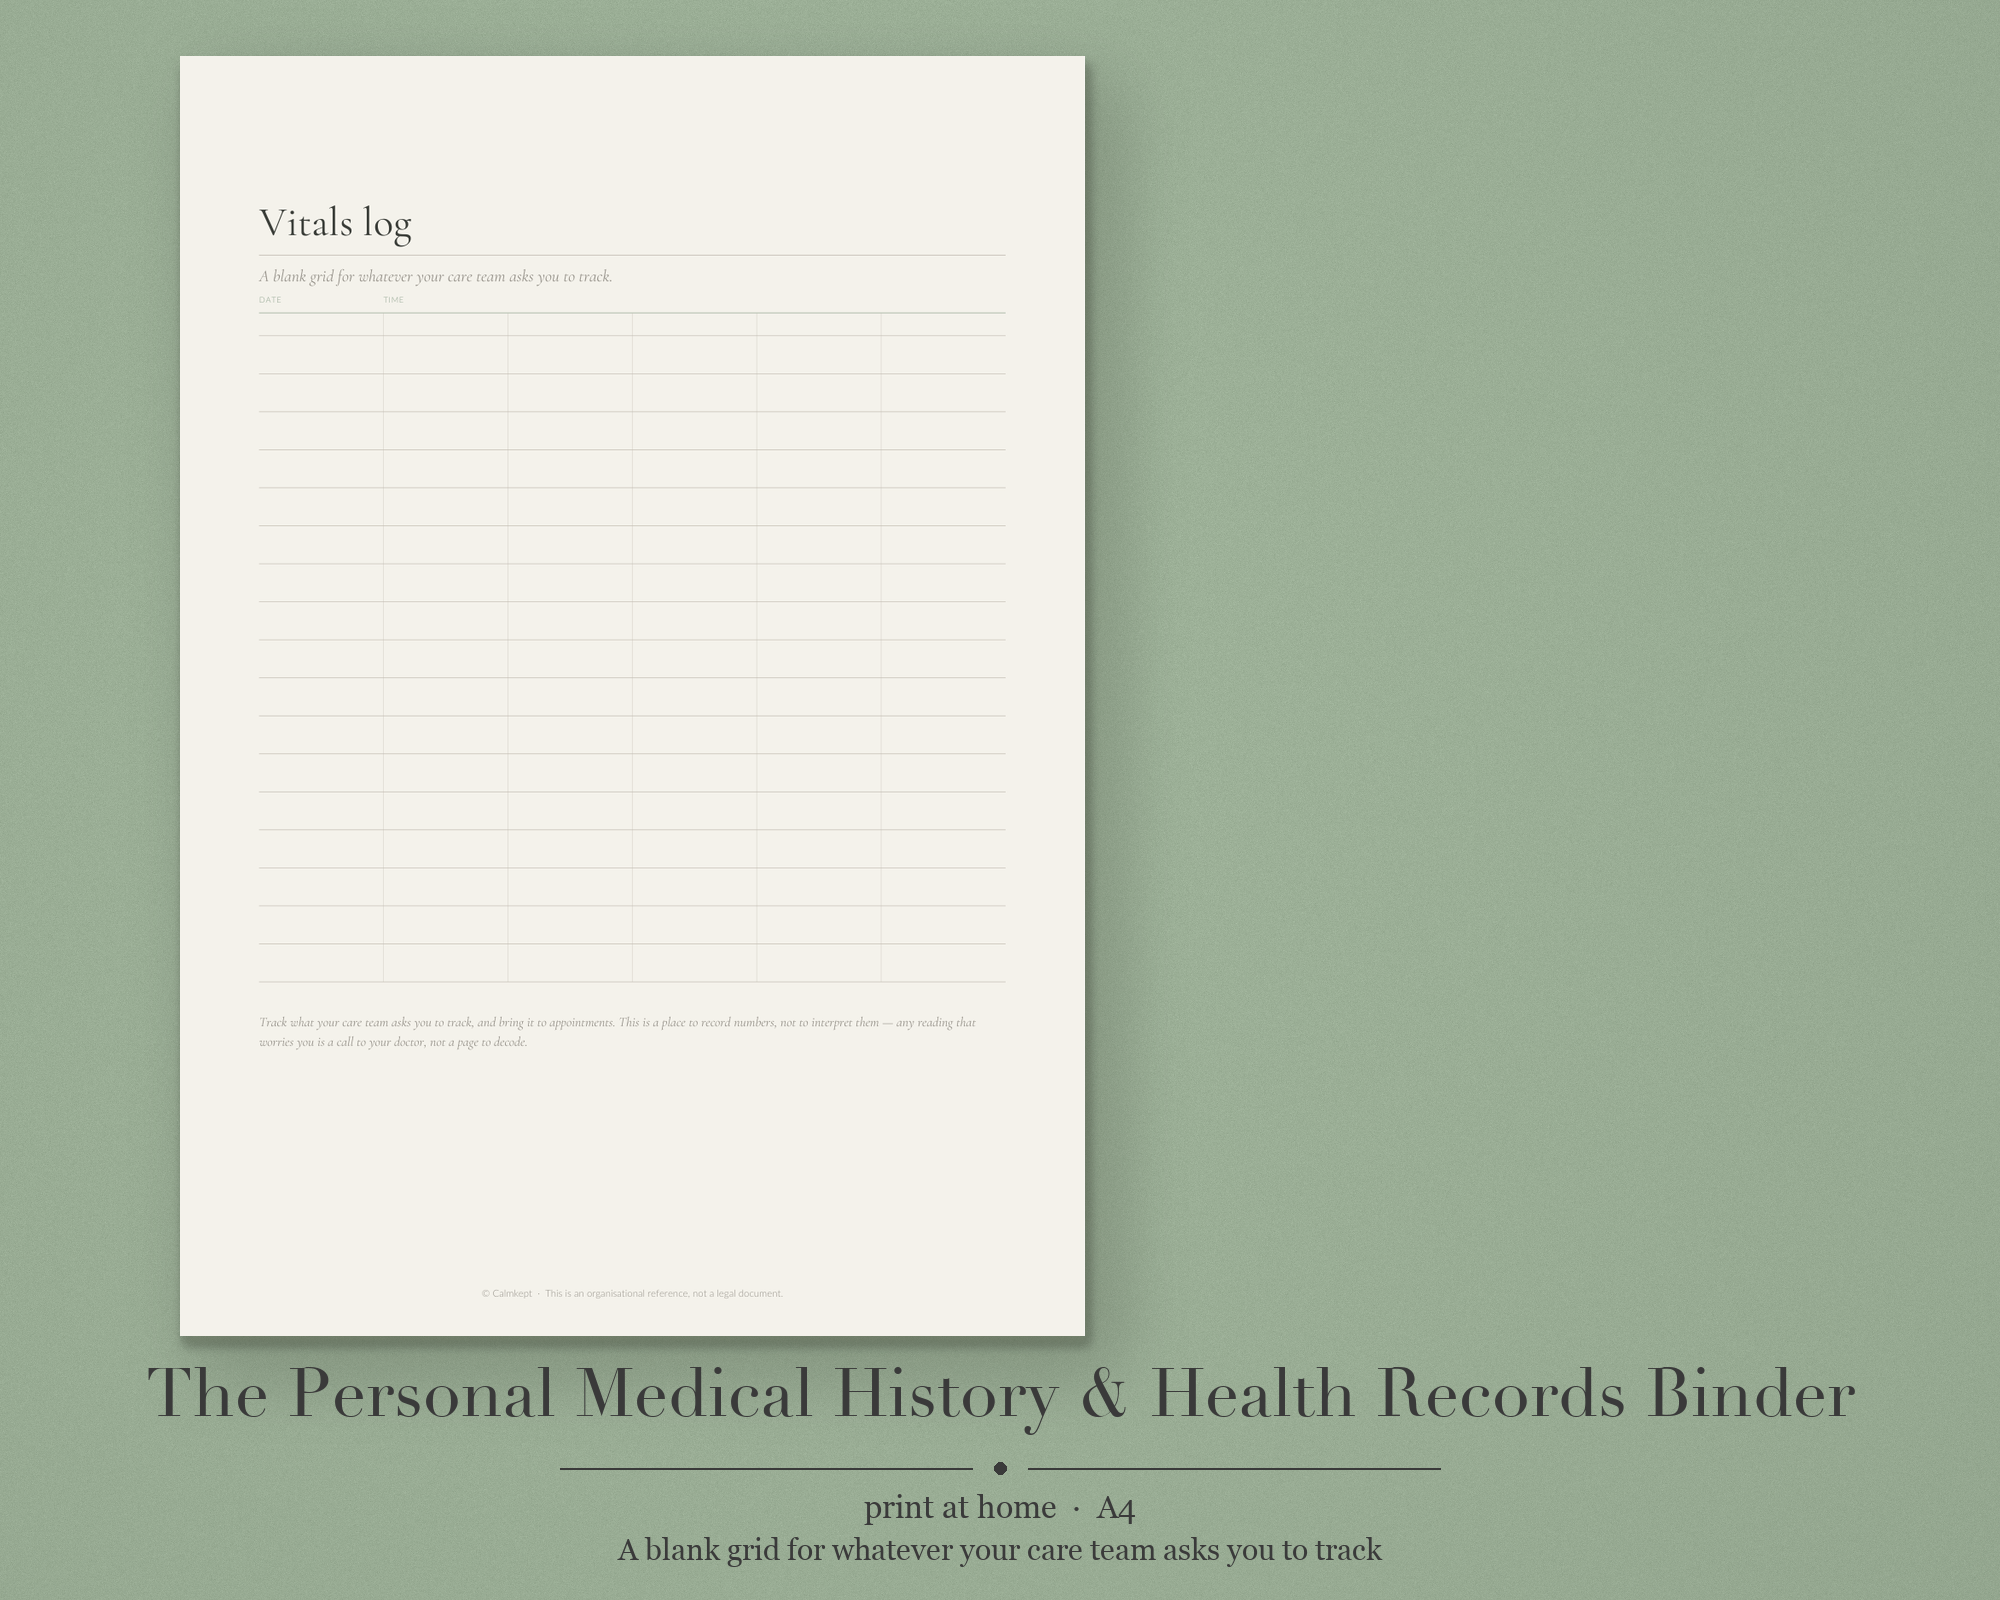 Vitals log
A blank grid for whatever your care team asks you to track.
DATE TIME
Track what your care team asks you to track, and bring it to appointments. This is a place to record numbers, not to interpret them — any reading that
worries you is a call to your doctor, not a page to decode.
© Calmkept · This is an organisational reference, not a legal document.
The Personal Medical History & Health Records Binder
print at home · A4
A blank grid for whatever your care team asks you to track